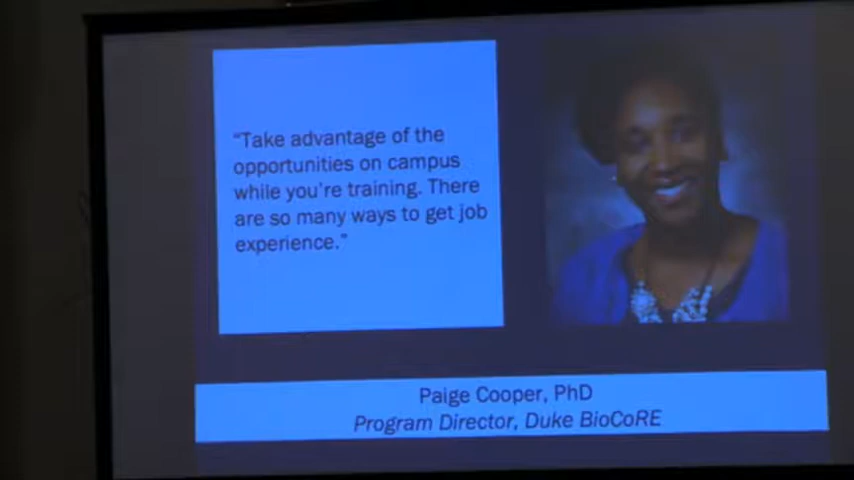 “Take advantage of the
opportunities on campus
while you're training. There
are so many ways to get job
experience.”
Paige Cooper, PhD
Program Director, Duke BioCoRE